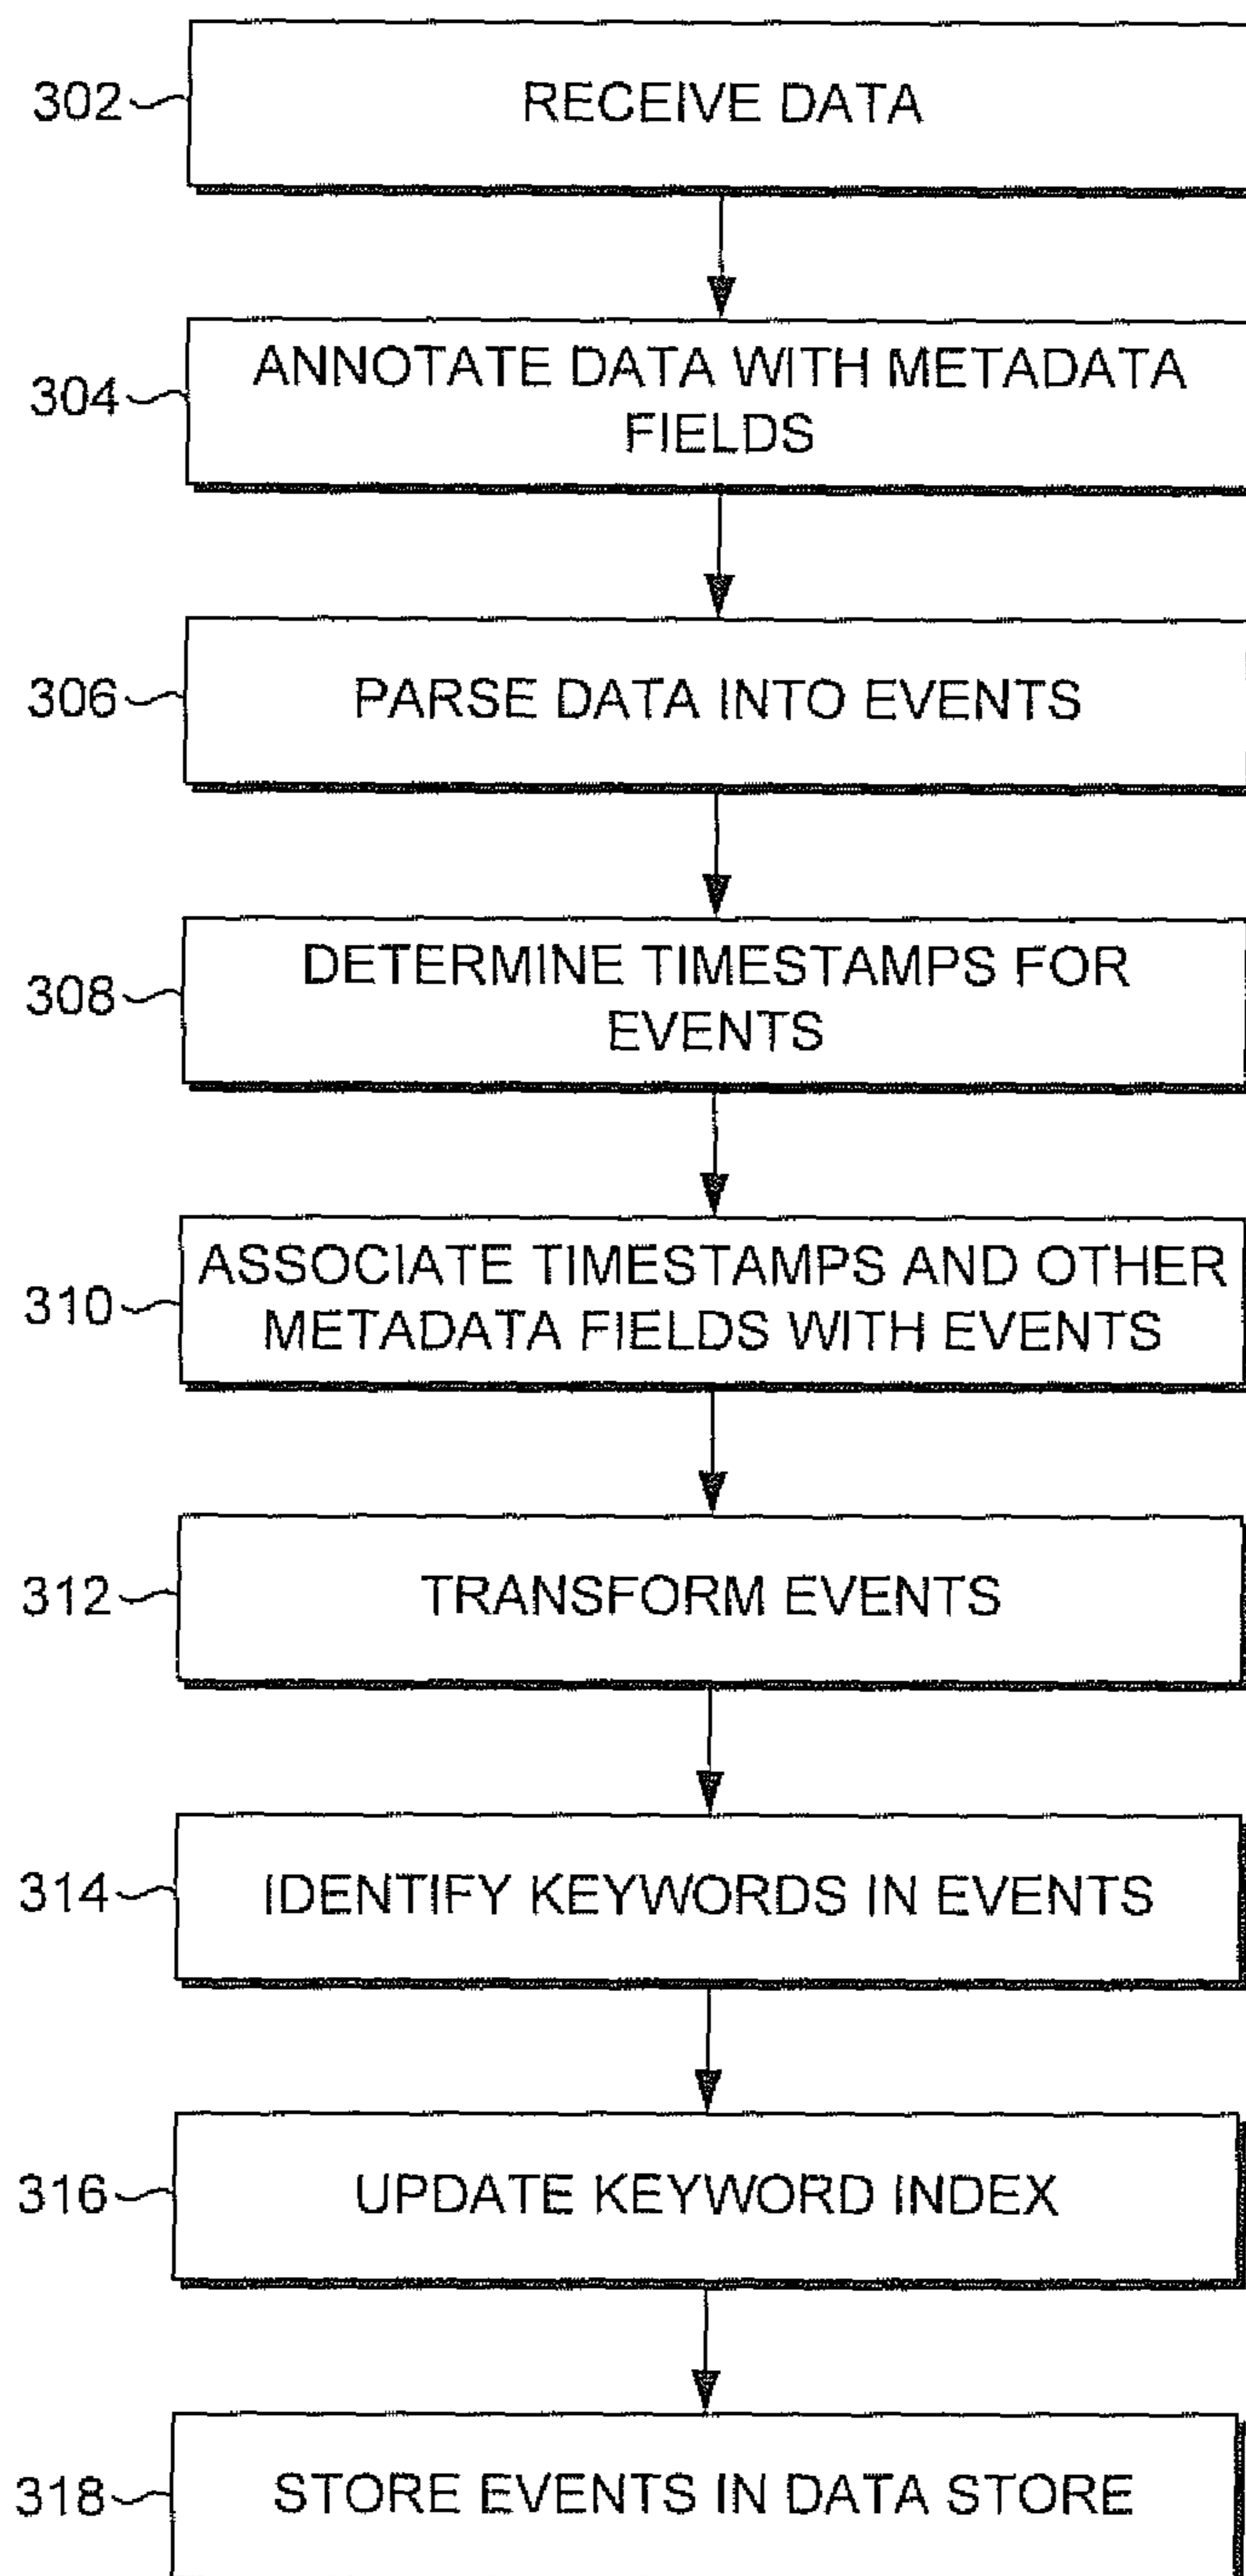 302
RECEIVE DATA
304
ANNOTATE DATA WITH METADATA
FIELDS
306
PARSE DATA INTO EVENTS
308
DETERMINE TIMESTAMPS FOR
EVENTS
310
ASSOCIATE TIMESTAMPS AND OTHER
METADATA FIELDS WITH EVENTS
312
TRANSFORM EVENTS
314
IDENTIFY KEYWORDS IN EVENTS
316
UPDATE KEYWORD INDEX
318
STORE EVENTS IN DATA STORE